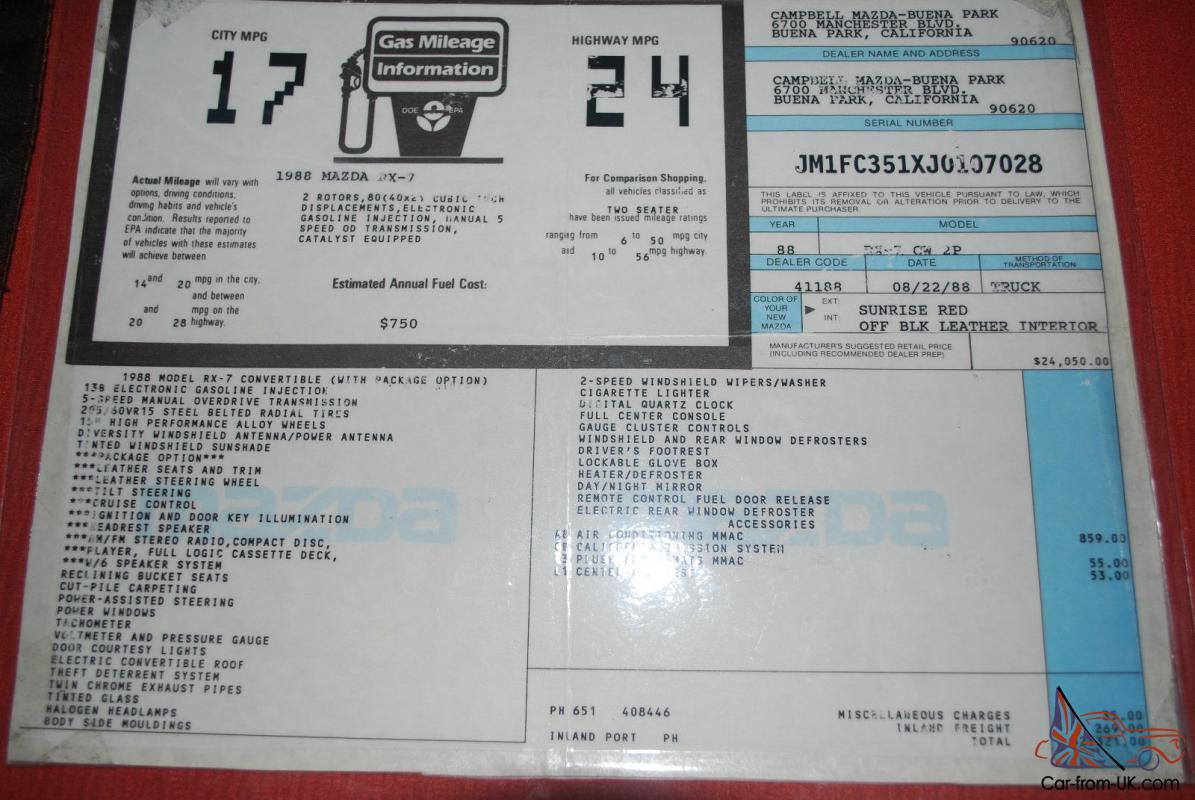 CITY MPG
17
Gas Mileage
Information
DOE EPA
HIGHWAY MPG
24
Actual Mileage will vary with
options, driving conditions,
driving habits and vehicle's
condition. Results reported to
EPA indicate that the majority
of vehicles with these estimates
will achieve between
14 and 20 mpg in the city,
and between
and mpg on the
20 28 highway.
1988 MAZDA RX-7
2 ROTORS,80(40X2) CUBIC INCH
DISPLACEMENTS,ELECTRONIC
GASOLINE INJECTION, MANUAL 5
SPEED OD TRANSMISSION,
CATALYST EQUIPPED
Estimated Annual Fuel Cost:
$750
For Comparison Shopping,
all vehicles classified as
TWO SEATER
have been issued mileage ratings
ranging from 6 to 50 mpg city
and 10 to 56 mpg highway.
CAMPBELL MAZDA-BUENA PARK
6700 MANCHESTER BLVD.
BUENA PARK, CALIFORNIA
90620
DEALER NAME AND ADDRESS
CAMPBELL MAZDA-BUENA PARK
6700 MANCHESTER BLVD.
BUENA PARK, CALIFORNIA
90620
SERIAL NUMBER
JM1FC351XJ0107028
THIS LABEL IS AFFIXED TO THIS VEHICLE PURSUANT TO LAW, WHICH
PROHIBITS ITS REMOVAL OR ALTERATION PRIOR TO DELIVERY TO THE
ULTIMATE PURCHASER.
YEAR MODEL
88 RX-7 CW 2P
DEALER CODE DATE METHOD OF TRANSPORTATION
41188 08/22/88 TRUCK
COLOR OF
YOUR
NEW
MAZDA
EXT: SUNRISE RED
INT: OFF BLK LEATHER INTERIOR
MANUFACTURER'S SUGGESTED RETAIL PRICE
(INCLUDING RECOMMENDED DEALER PREP)
$24,050.00
1988 MODEL RX-7 CONVERTIBLE (WITH PACKAGE OPTION)
13B ELECTRONIC GASOLINE INJECTION
5-SPEED MANUAL OVERDRIVE TRANSMISSION
205/60VR15 STEEL BELTED RADIAL TIRES
15" HIGH PERFORMANCE ALLOY WHEELS
DIVERSITY WINDSHIELD ANTENNA/POWER ANTENNA
TINTED WINDSHIELD SUNSHADE
***PACKAGE OPTION***
***LEATHER SEATS AND TRIM
***LEATHER STEERING WHEEL
***TILT STEERING
***CRUISE CONTROL
***IGNITION AND DOOR KEY ILLUMINATION
***HEADREST SPEAKER
***AM/FM STEREO RADIO,COMPACT DISC,
***PLAYER, FULL LOGIC CASSETTE DECK,
***W/6 SPEAKER SYSTEM
RECLINING BUCKET SEATS
CUT-PILE CARPETING
POWER-ASSISTED STEERING
POWER WINDOWS
TACHOMETER
VOLTMETER AND PRESSURE GAUGE
DOOR COURTESY LIGHTS
ELECTRIC CONVERTIBLE ROOF
THEFT DETERRENT SYSTEM
TWIN CHROME EXHAUST PIPES
TINTED GLASS
HALOGEN HEADLAMPS
BODY SIDE MOULDINGS
mazda
2-SPEED WINDSHIELD WIPERS/WASHER
CIGARETTE LIGHTER
DIGITAL QUARTZ CLOCK
FULL CENTER CONSOLE
GAUGE CLUSTER CONTROLS
WINDSHIELD AND REAR WINDOW DEFROSTERS
DRIVER'S FOOTREST
LOCKABLE GLOVE BOX
HEATER/DEFROSTER
DAY/NIGHT MIRROR
REMOTE CONTROL FUEL DOOR RELEASE
ELECTRIC REAR WINDOW DEFROSTER
ACCESSORIES
AIR CONDITIONING MMAC 859.00
CALIFORNIA EMISSION SYSTEM
MATS MMAC 55.00
53.00
mazda
PH 651 408446
INLAND PORT PH
MISCELLANEOUS CHARGES
INLAND FREIGHT 269.00
TOTAL
Car-from-UK.com